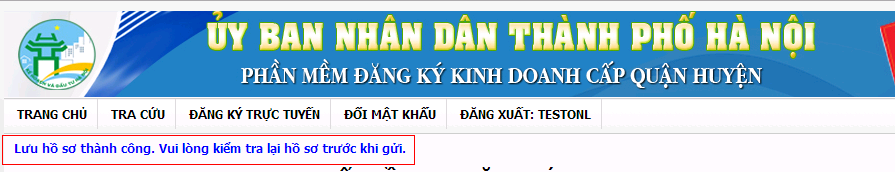 ỦY BAN NHÂN DÂN THÀNH PHỐ HÀ NỘI
PHẦN MỀM ĐĂNG KÝ KINH DOANH CẤP QUẬN HUYỆN
TRANG CHỦ TRA CỨU ĐĂNG KÝ TRỰC TUYẾN ĐỔI MẬT KHẨU ĐĂNG XUẤT: TESTONL
Lưu hồ sơ thành công. Vui lòng kiểm tra lại hồ sơ trước khi gửi.